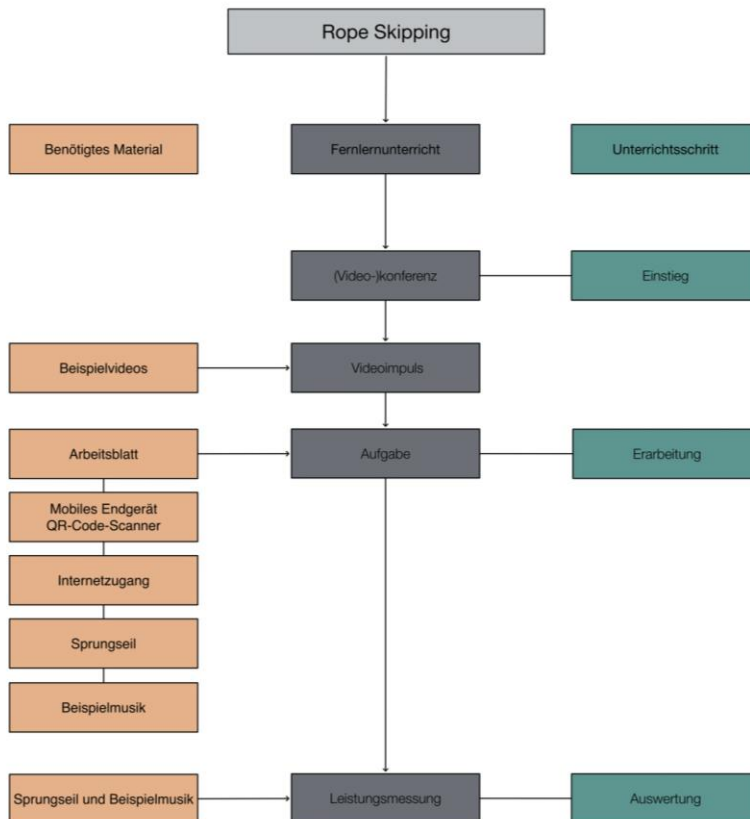 Rope Skipping
Benötigtes Material
Fernlernunterricht
Unterrichtsschritt
(Video-)konferenz
Einstieg
Beispielvideos
Videoimpuls
Arbeitsblatt
Aufgabe
Erarbeitung
Mobiles Endgerät
QR-Code-Scanner
Internetzugang
Sprungseil
Beispielmusik
Sprungseil und Beispielmusik
Leistungsmessung
Auswertung